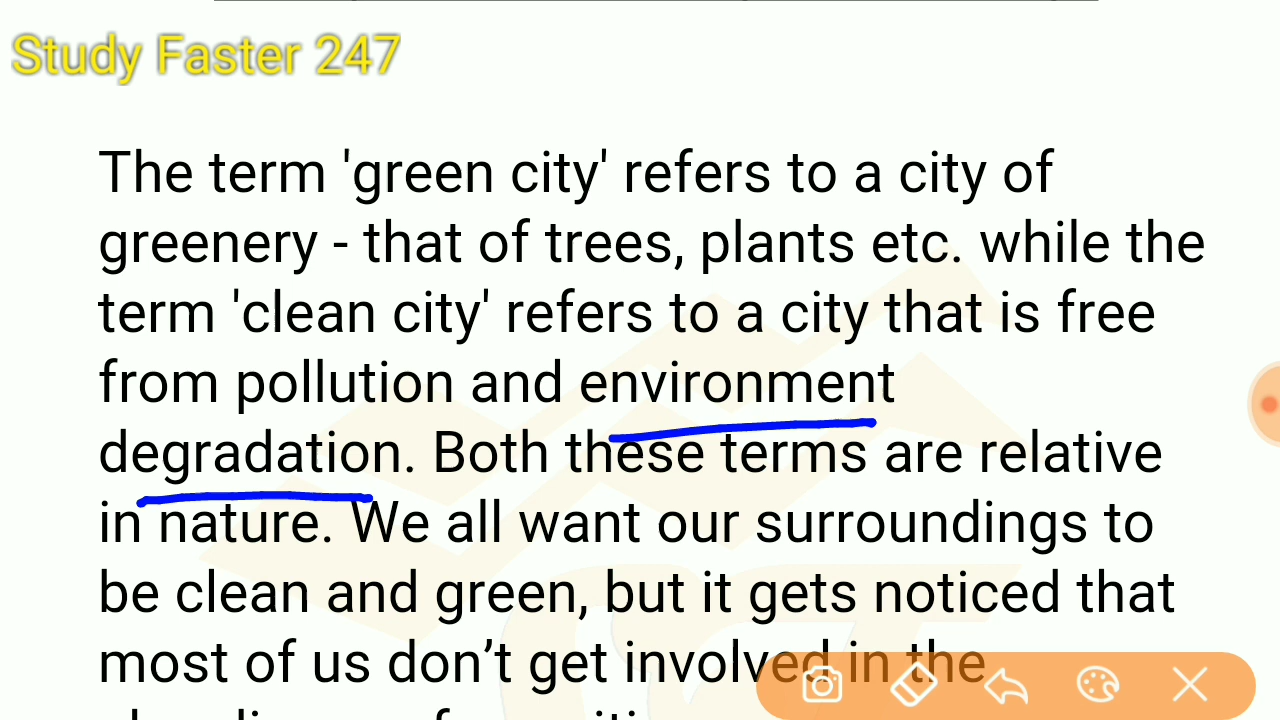 Study Faster 247
The term 'green city' refers to a city of
greenery - that of trees, plants etc. while the
term 'clean city' refers to a city that is free
from pollution and environment
degradation. Both these terms are relative
in nature. We all want our surroundings to
be clean and green, but it gets noticed that
most of us don’t get involved in the